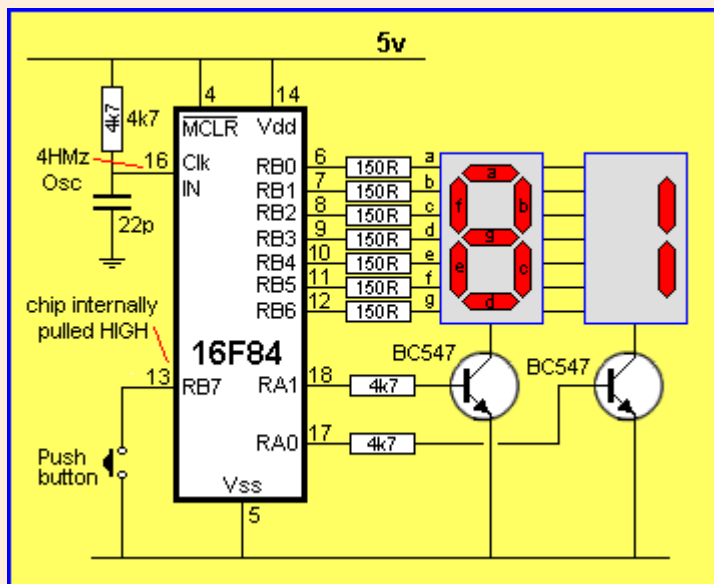 5v
4 14
4k7 4k7
MCLR Vdd
4HMz 16 Clk
Osc IN
22p
RB0 6 150R a
RB1 7 150R b
RB2 8 150R c
RB3 9 150R d
RB4 10 150R e
RB5 11 150R f
RB6 12 150R g
a
f b
g
e c
d
chip internally
pulled HIGH
16F84
BC547 BC547
13 RB7 RA1 18 4k7
RA0 17 4k7
Push
button
Vss
5